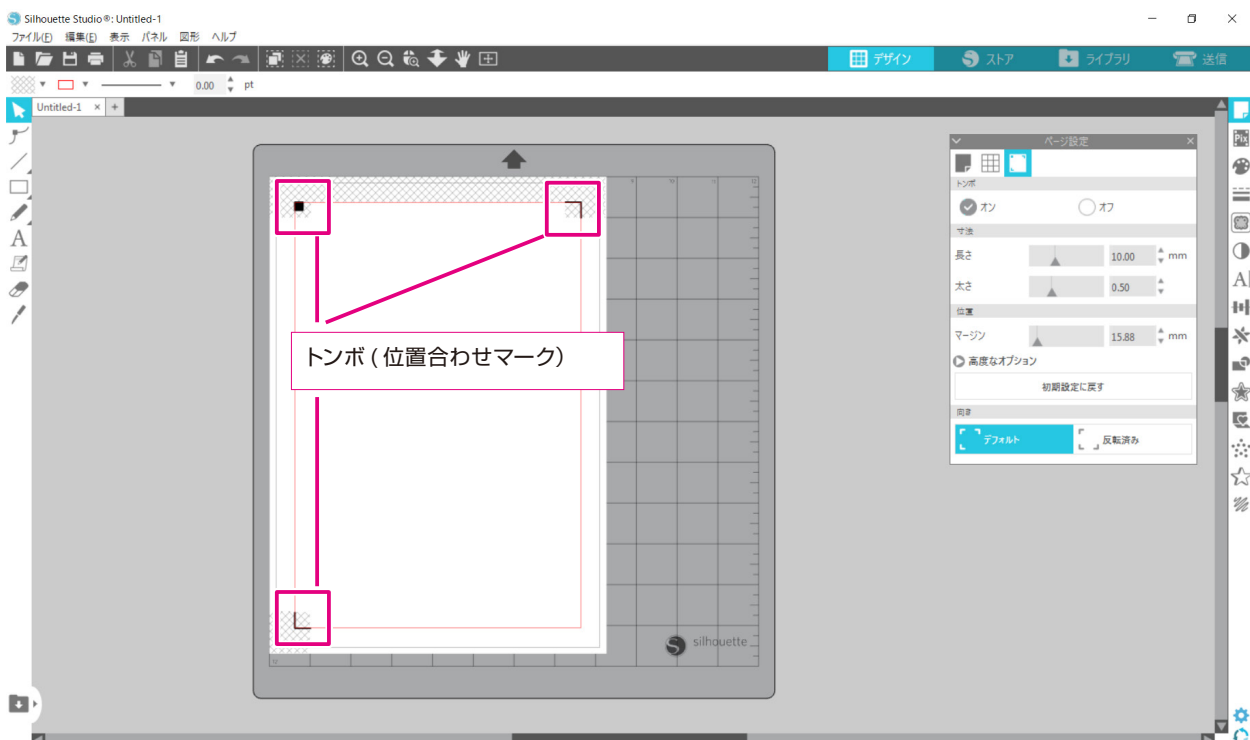 Silhouette Studio®: Untitled-1
ファイル(F) 編集(E) 表示 パネル 図形 ヘルプ
デザイン ストア ライブラリ 送信
0.00 pt
Untitled-1 × +
ページ設定
Pix
トンボ
オン オフ
寸法
長さ 10.00 mm
太さ 0.50
位置
マージン 15.88 mm
高度なオプション
初期設定に戻す
向き
デフォルト 反転済み
トンボ ( 位置合わせマーク)
silhouette